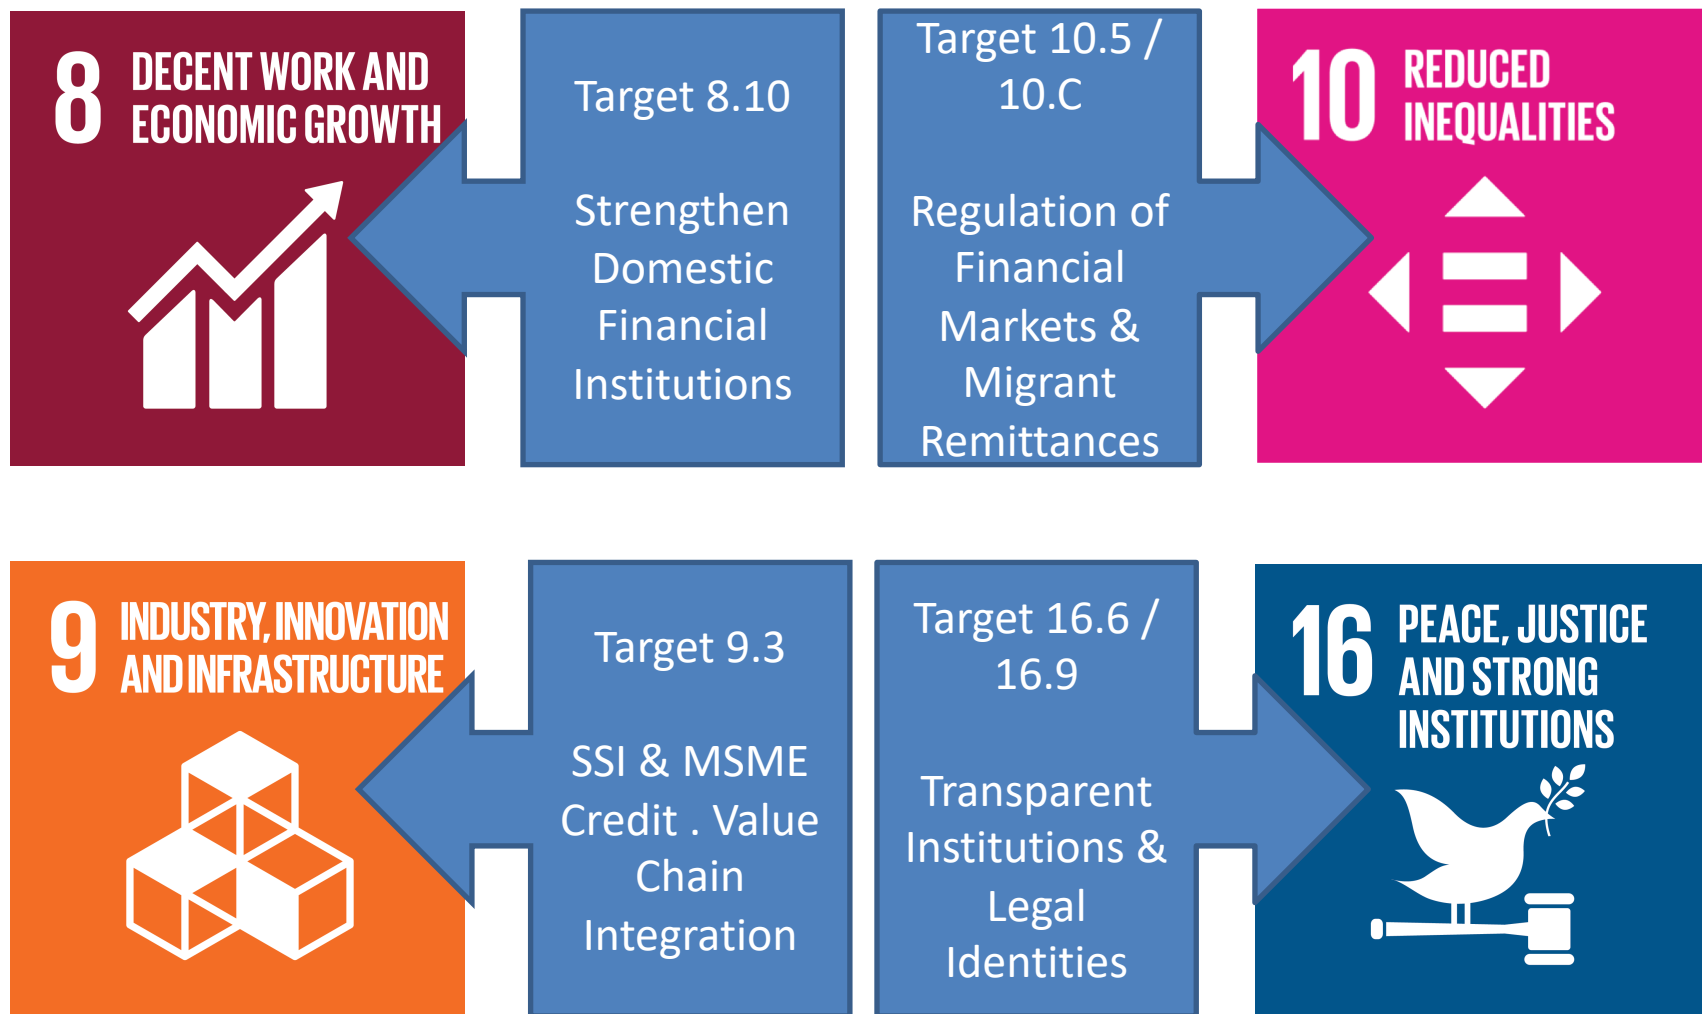 8 DECENT WORK AND
ECONOMIC GROWTH
Target 8.10
Strengthen
Domestic
Financial
Institutions
Target 10.5 /
10.C
Regulation of
Financial
Markets &
Migrant
Remittances
10 REDUCED
INEQUALITIES
9 INDUSTRY, INNOVATION
AND INFRASTRUCTURE
Target 9.3
SSI & MSME
Credit . Value
Chain
Integration
Target 16.6 /
16.9
Transparent
Institutions &
Legal
Identities
16 PEACE, JUSTICE
AND STRONG
INSTITUTIONS